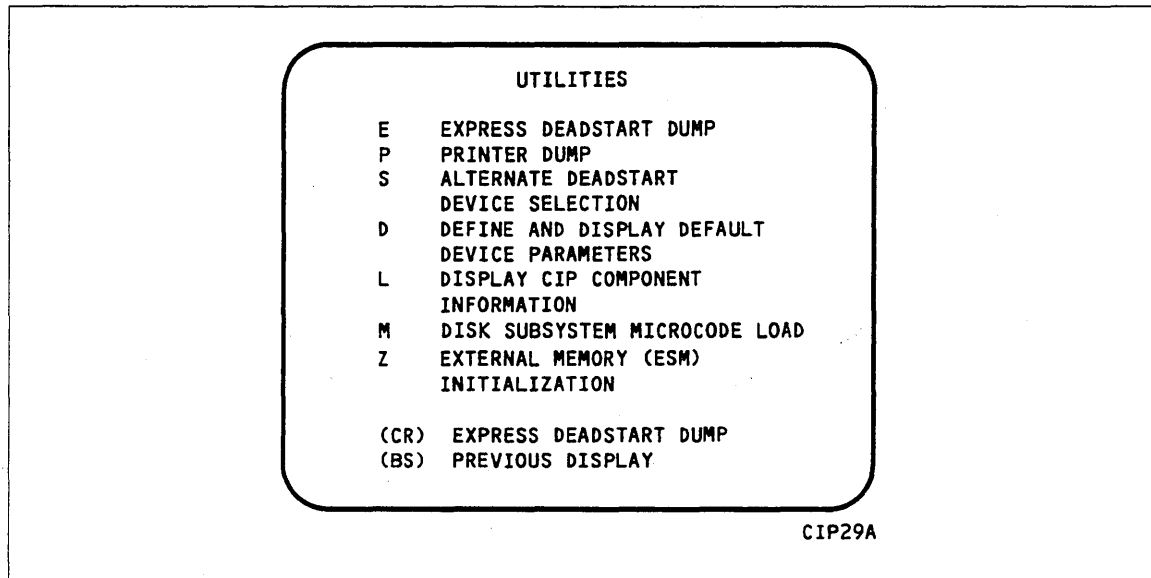 UTILITIES
E EXPRESS DEADSTART DUMP
P PRINTER DUMP
S ALTERNATE DEADSTART
DEVICE SELECTION
D DEFINE AND DISPLAY DEFAULT
DEVICE PARAMETERS
L DISPLAY CIP COMPONENT
INFORMATION
M DISK SUBSYSTEM MICROCODE LOAD
Z EXTERNAL MEMORY (ESM)
INITIALIZATION
(CR) EXPRESS DEADSTART DUMP
(BS) PREVIOUS DISPLAY
CIP29A